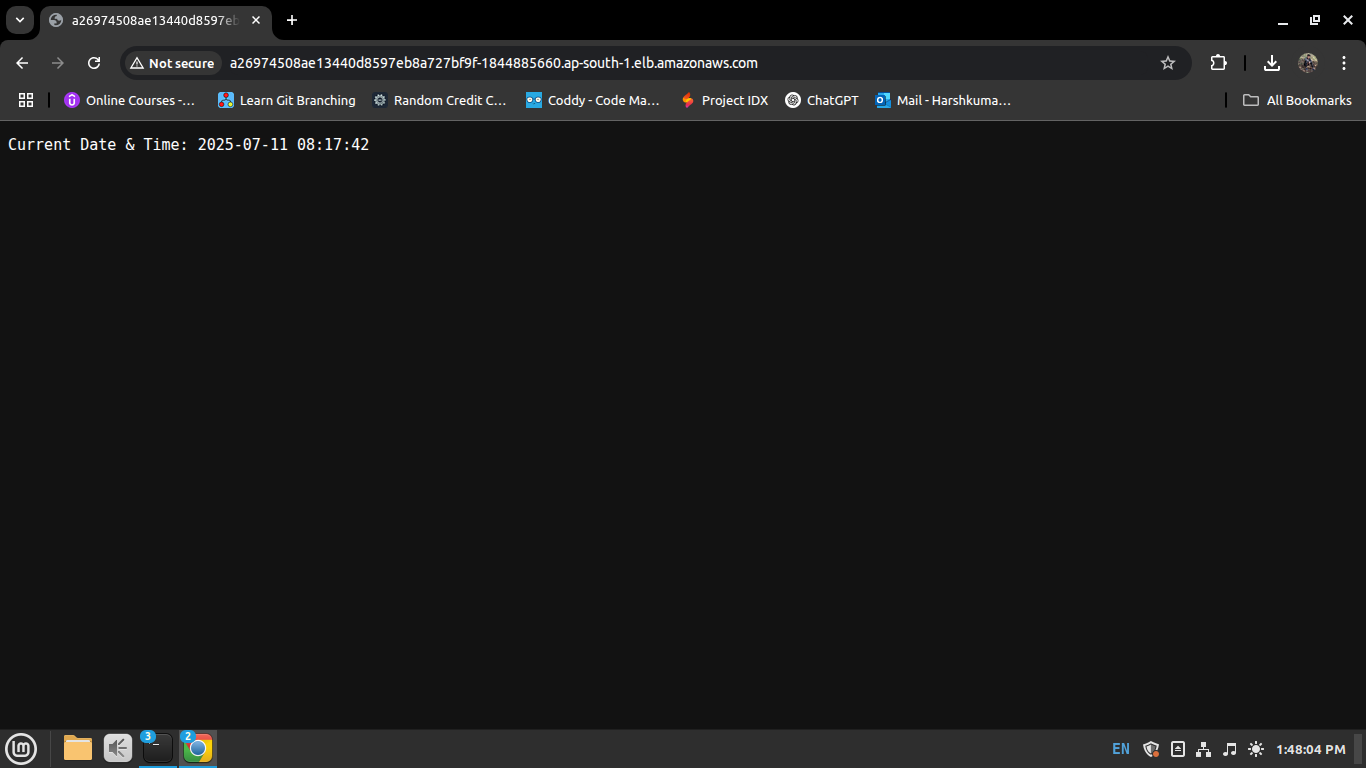 a26974508ae13440d8597eb
Not secure
a26974508ae13440d8597eb8a727bf9f-1844885660.ap-south-1.elb.amazonaws.com
Online Courses -...
Learn Git Branching
Random Credit C...
Coddy - Code Ma...
Project IDX
ChatGPT
Mail - Harshkuma...
All Bookmarks
Current Date & Time: 2025-07-11 08:17:42
3
2
EN
1:48:04 PM